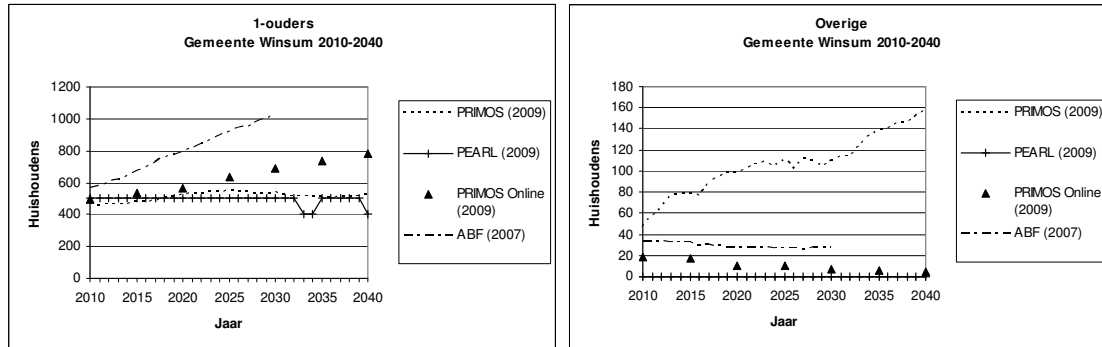 1-ouders
Gemeente Winsum 2010-2040
1200
1000
800
600
400
200
0
2010 2015 2020 2025 2030 2035 2040
Huishoudens
Jaar
PRIMOS (2009)
PEARL (2009)
PRIMOS Online
(2009)
ABF (2007)
Overige
Gemeente Winsum 2010-2040
180
160
140
120
100
80
60
40
20
0
2010 2015 2020 2025 2030 2035 2040
Huishoudens
Jaar
PRIMOS (2009)
PEARL (2009)
PRIMOS Online
(2009)
ABF (2007)